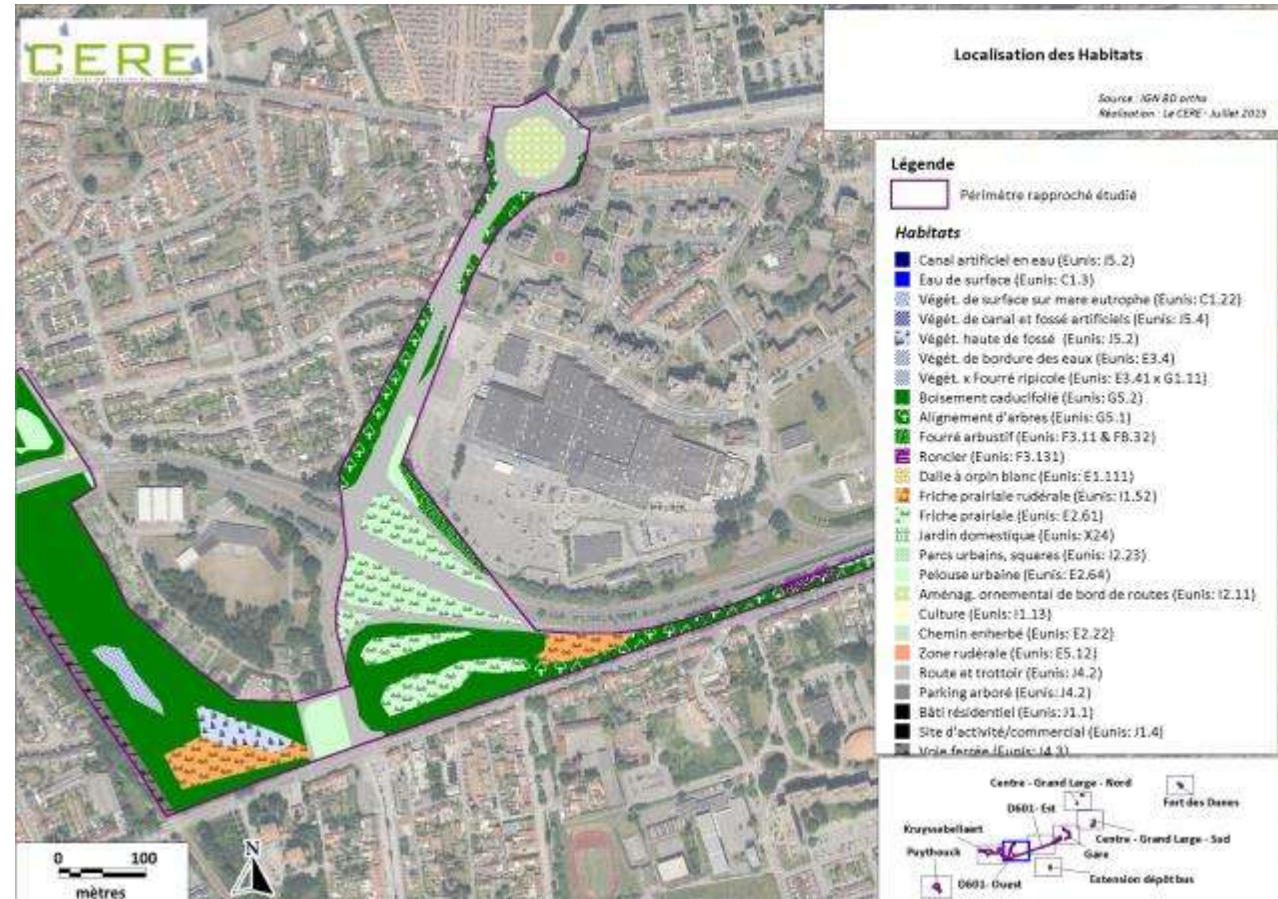 CERE
Localisation des Habitats
Source : IGN BD ortho
Réalisation : Le CERE - Juillet 2015
Légende
Périmètre rapproché étudié
Habitats
Canal artificiel en eau (Eunis: J5.2)
Eau de surface (Eunis: C1.3)
Végét. de surface sur mare eutrophe (Eunis: C1.22)
Végét. de canal et fossé artificiels (Eunis: J5.4)
Végét. haute de fossé (Eunis: J5.2)
Végét. de bordure des eaux (Eunis: E3.4)
Végét. x Fourré ripicole (Eunis: E3.41 x G1.11)
Boisement caducifolié (Eunis: G5.2)
Alignement d'arbres (Eunis: G5.1)
Fourré arbustif (Eunis: F3.11 & FB.32)
Roncier (Eunis: F3.131)
Dalle à orpin blanc (Eunis: E1.111)
Friche prairiale rudérale (Eunis: I1.52)
Friche prairiale (Eunis: E2.61)
Jardin domestique (Eunis: X24)
Parcs urbains, squares (Eunis: I2.23)
Pelouse urbaine (Eunis: E2.64)
Aménag. ornemental de bord de routes (Eunis: I2.11)
Culture (Eunis: I1.13)
Chemin enherbé (Eunis: E2.22)
Zone rudérale (Eunis: E5.12)
Route et trottoir (Eunis: J4.2)
Parking arboré (Eunis: J4.2)
Bâti résidentiel (Eunis: J1.1)
Site d'activité/commercial (Eunis: J1.4)
Voie ferrée (Eunis: J4.3)
Centre - Grand Large - Nord
Fort des Dunes
D601- Est
Kruyssabellaert
Centre - Grand Large - Sud
Puythouck
Gare
D601- Ouest
Extension dépôt bus
0 100
mètres
N